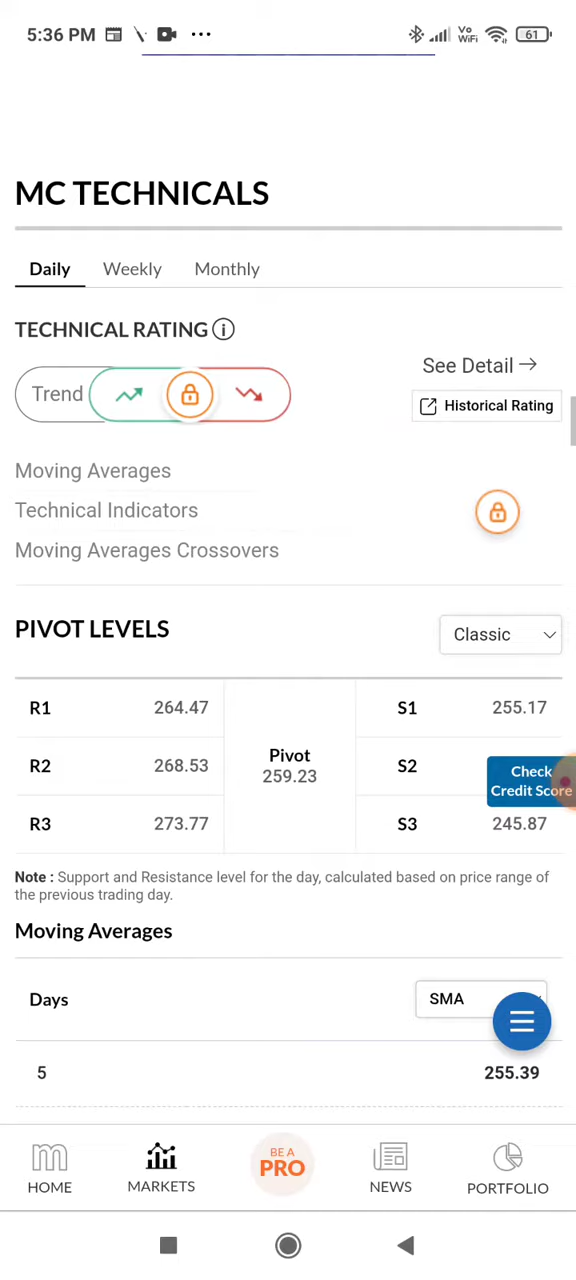 5:36 PM
Vo
WiFi
61
MC TECHNICALS
Daily Weekly Monthly
TECHNICAL RATING
See Detail
Trend
Historical Rating
Moving Averages
Technical Indicators
Moving Averages Crossovers
PIVOT LEVELS
Classic
R1 264.47 S1 255.17
Pivot
259.23
R2 268.53 S2
Check
Credit Score
R3 273.77 S3 245.87
Note : Support and Resistance level for the day, calculated based on price range of
the previous trading day.
Moving Averages
Days SMA
5 255.39
HOME
MARKETS
BE A
PRO
NEWS
PORTFOLIO